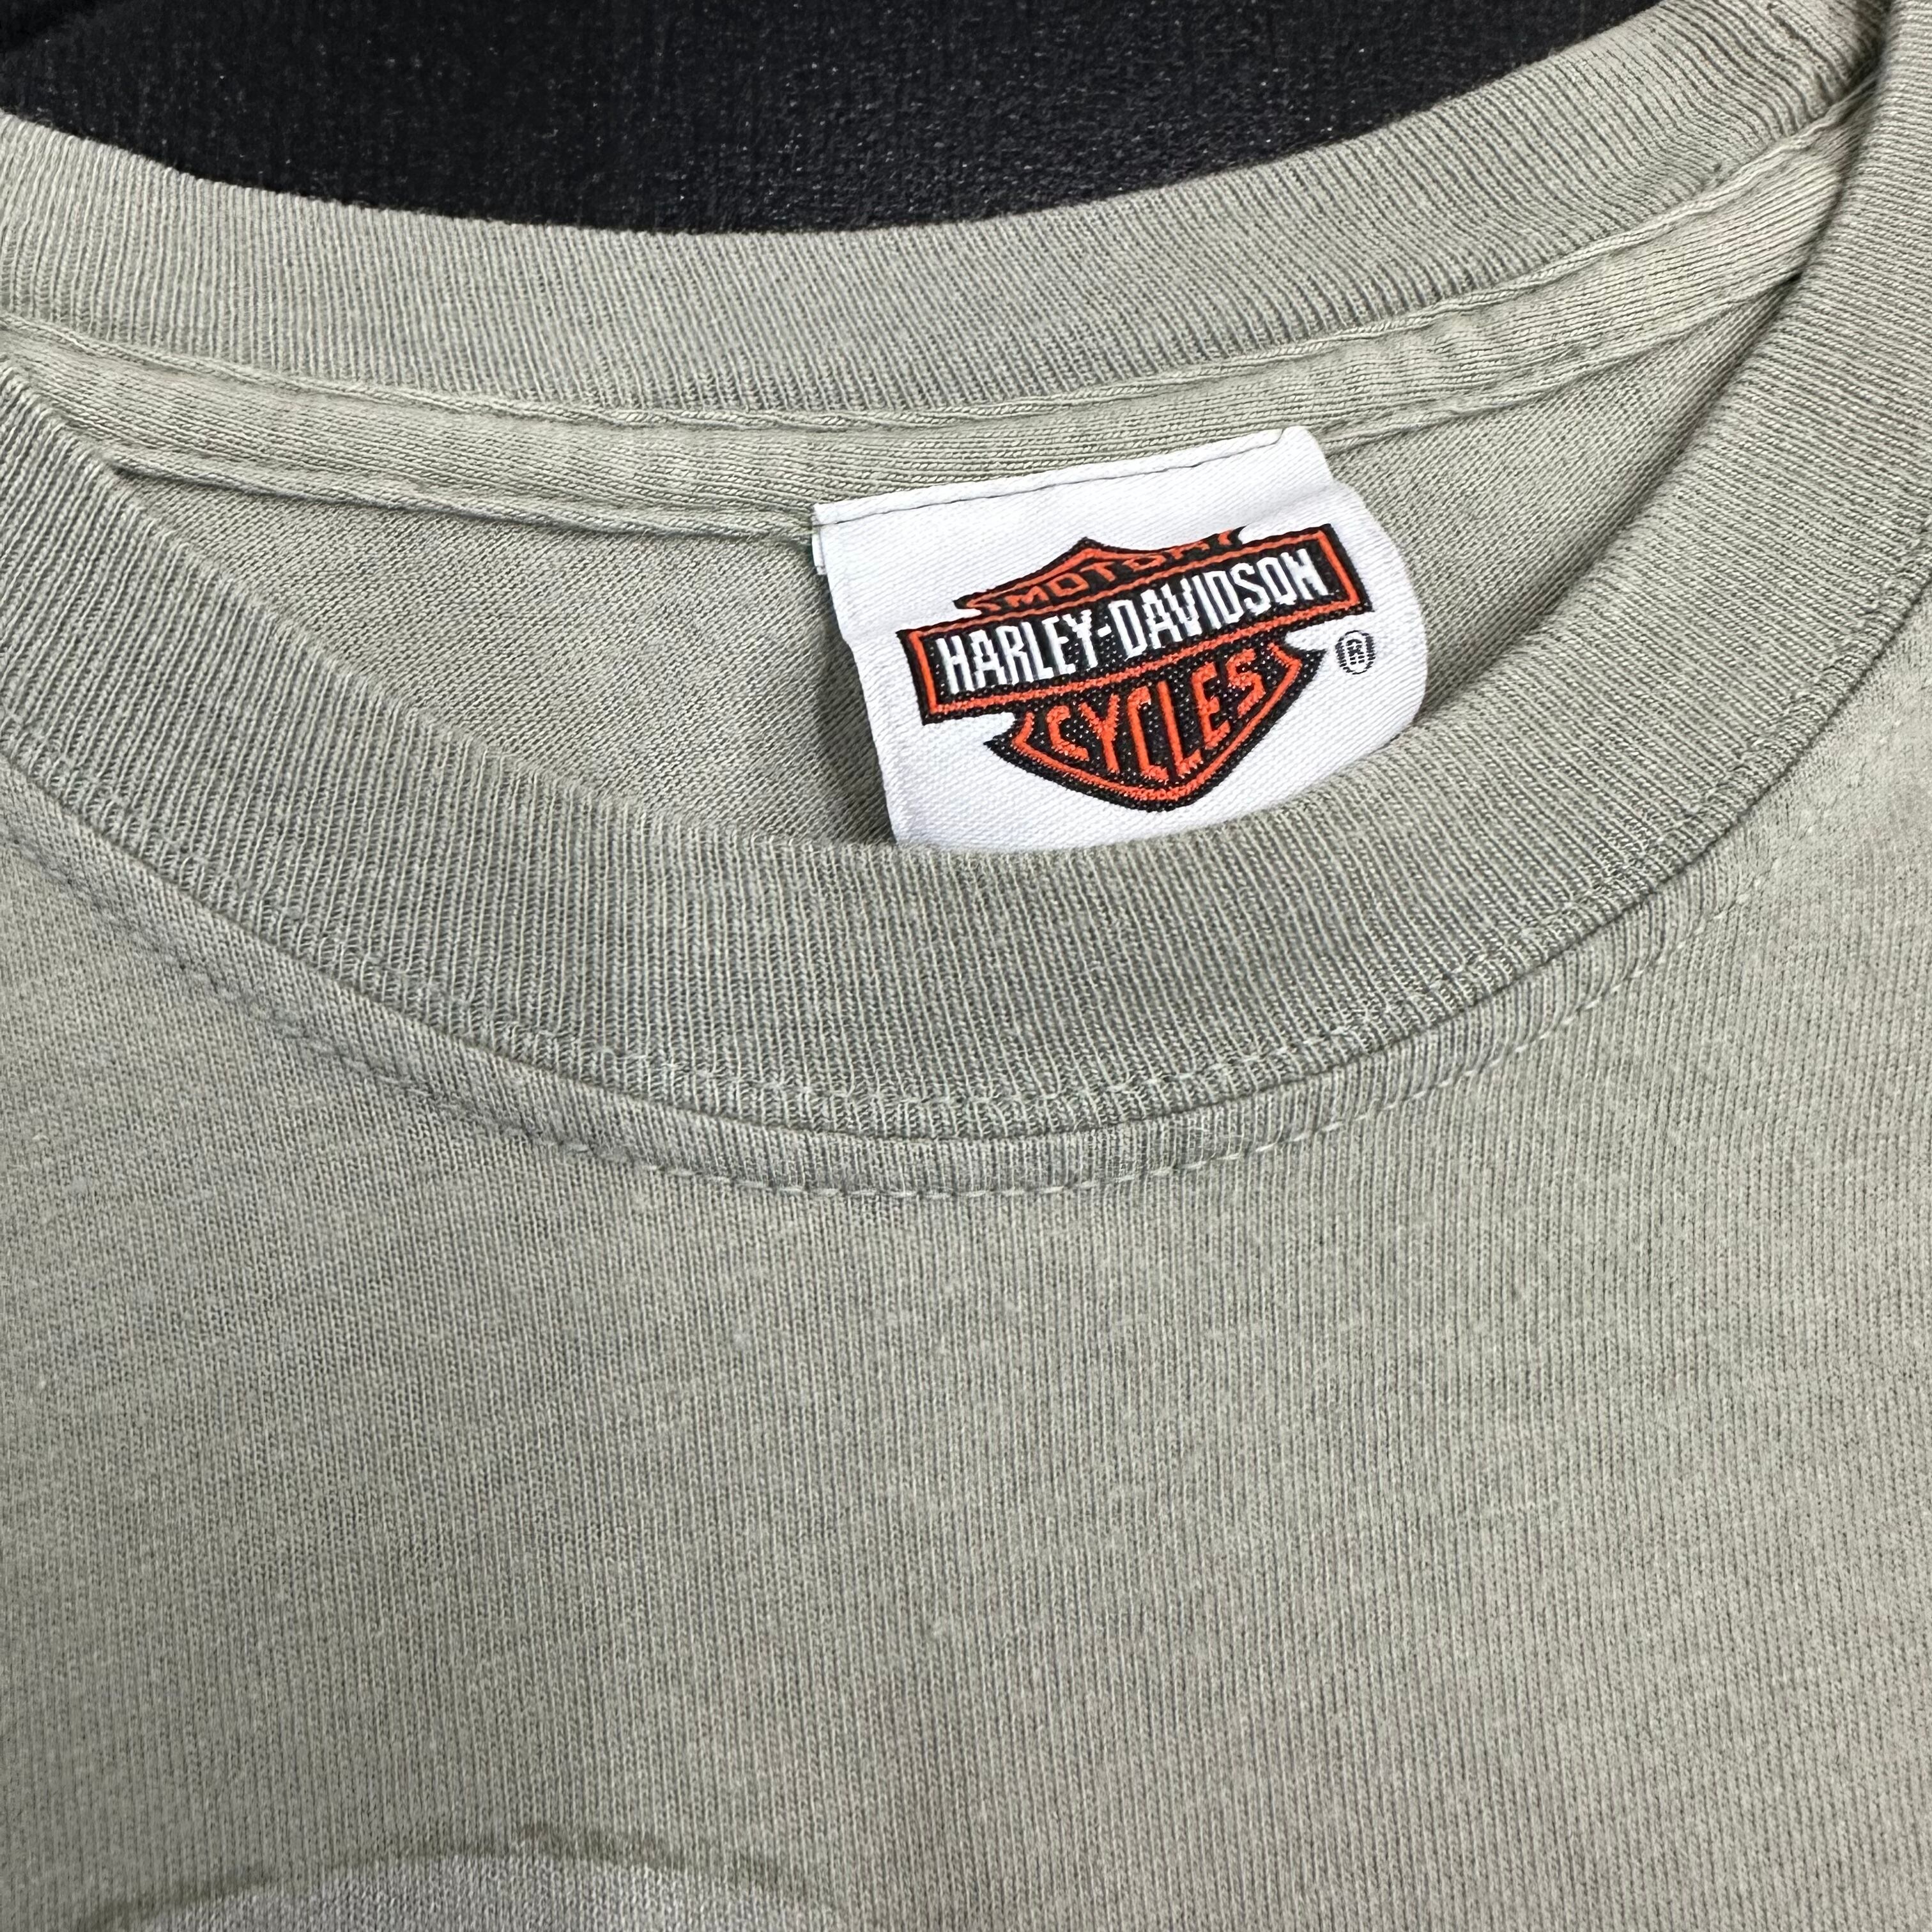 MOTOR
HARLEY-DAVIDSON
CYCLES
®